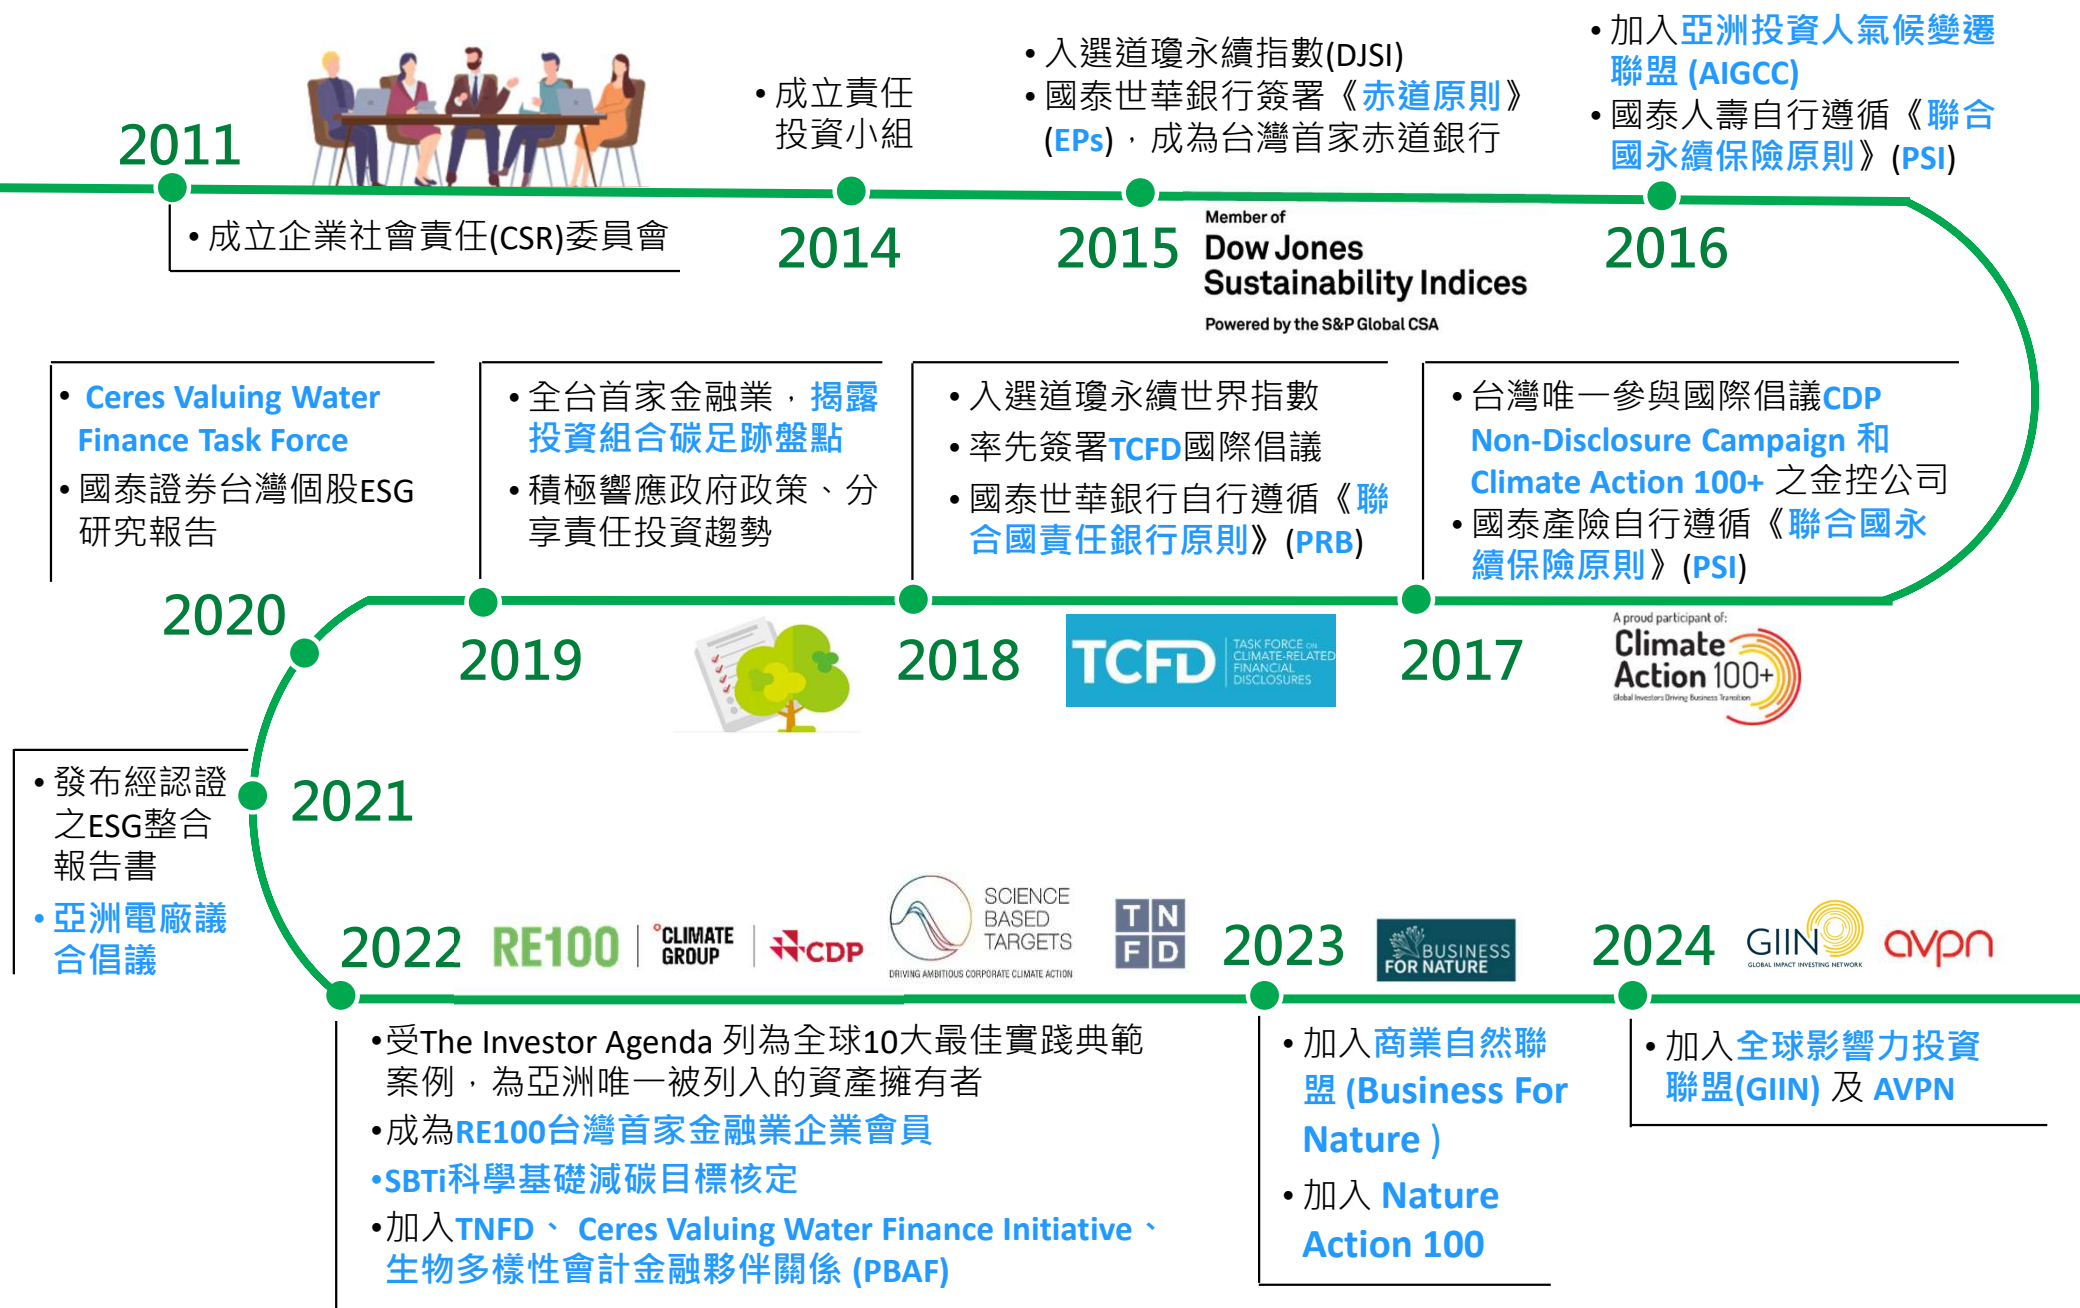 2011
• 成立企業社會責任(CSR)委員會
• 成立責任
投資小組
2014
• 入選道瓊永續指數(DJSI)
• 國泰世華銀行簽署《赤道原則》
(EPs)，成為台灣首家赤道銀行
2015
Member of
Dow Jones
Sustainability Indices
Powered by the S&P Global CSA
• 加入亞洲投資人氣候變遷
聯盟 (AIGCC)
• 國泰人壽自行遵循《聯合
國永續保險原則》(PSI)
2016
• 台灣唯一參與國際倡議CDP
Non-Disclosure Campaign 和
Climate Action 100+ 之金控公司
• 國泰產險自行遵循《聯合國永
續保險原則》(PSI)
2017
A proud participant of:
Climate
Action 100+
Global Investors Driving Business Transition
• 入選道瓊永續世界指數
• 率先簽署TCFD國際倡議
• 國泰世華銀行自行遵循《聯
合國責任銀行原則》(PRB)
2018
TCFD
TASK FORCE ON
CLIMATE-RELATED
FINANCIAL
DISCLOSURES
• 全台首家金融業，揭露
投資組合碳足跡盤點
• 積極響應政府政策、分
享責任投資趨勢
2019
• Ceres Valuing Water
Finance Task Force
• 國泰證券台灣個股ESG
研究報告
2020
• 發布經認證
之ESG整合
報告書
• 亞洲電廠議
合倡議
2021
2022
RE100
°CLIMATE
GROUP
CDP
SCIENCE
BASED
TARGETS
DRIVING AMBITIOUS CORPORATE CLIMATE ACTION
TN
FD
•受The Investor Agenda 列為全球10大最佳實踐典範
案例，為亞洲唯一被列入的資產擁有者
•成為RE100台灣首家金融業企業會員
•SBTi科學基礎減碳目標核定
•加入TNFD、 Ceres Valuing Water Finance Initiative、
生物多樣性會計金融夥伴關係 (PBAF)
2023
BUSINESS
FOR NATURE
• 加入商業自然聯
盟 (Business For
Nature )
• 加入 Nature
Action 100
2024
GIIN
GLOBAL IMPACT INVESTING NETWORK
avpn
• 加入全球影響力投資
聯盟(GIIN) 及 AVPN